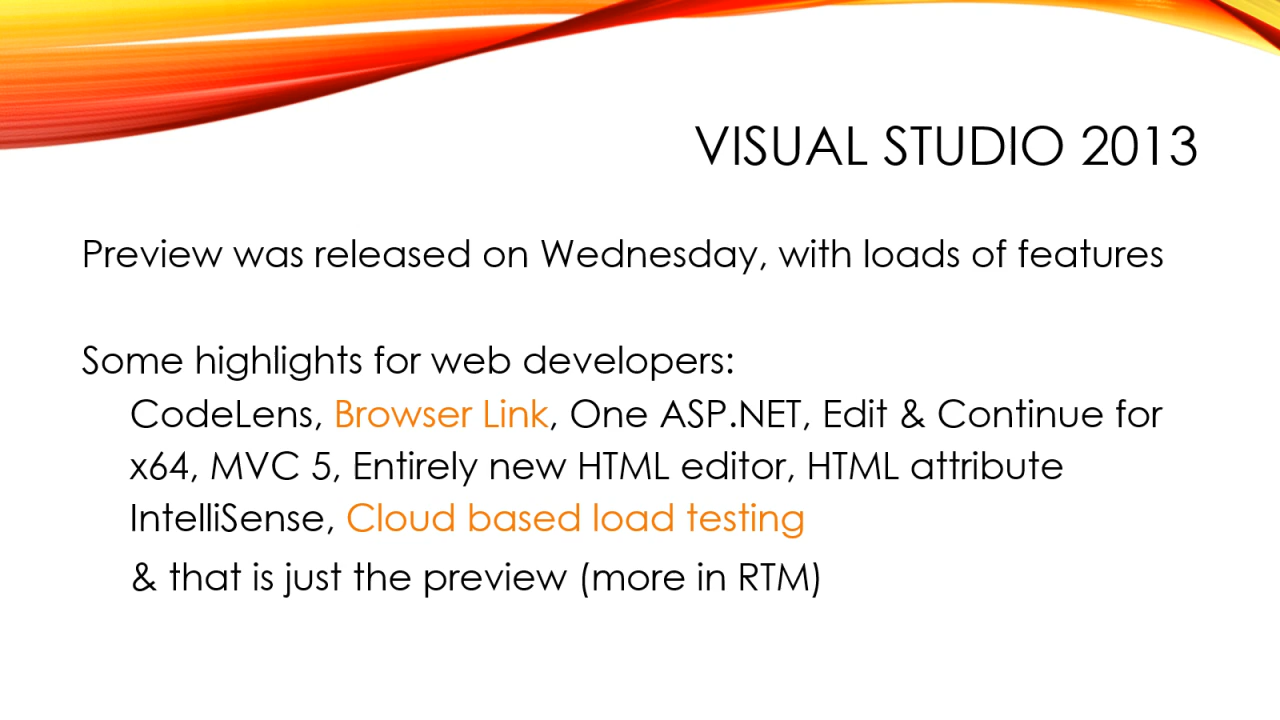 VISUAL STUDIO 2013
Preview was released on Wednesday, with loads of features
Some highlights for web developers:
CodeLens, Browser Link, One ASP.NET, Edit & Continue for
x64, MVC 5, Entirely new HTML editor, HTML attribute
IntelliSense, Cloud based load testing
& that is just the preview (more in RTM)